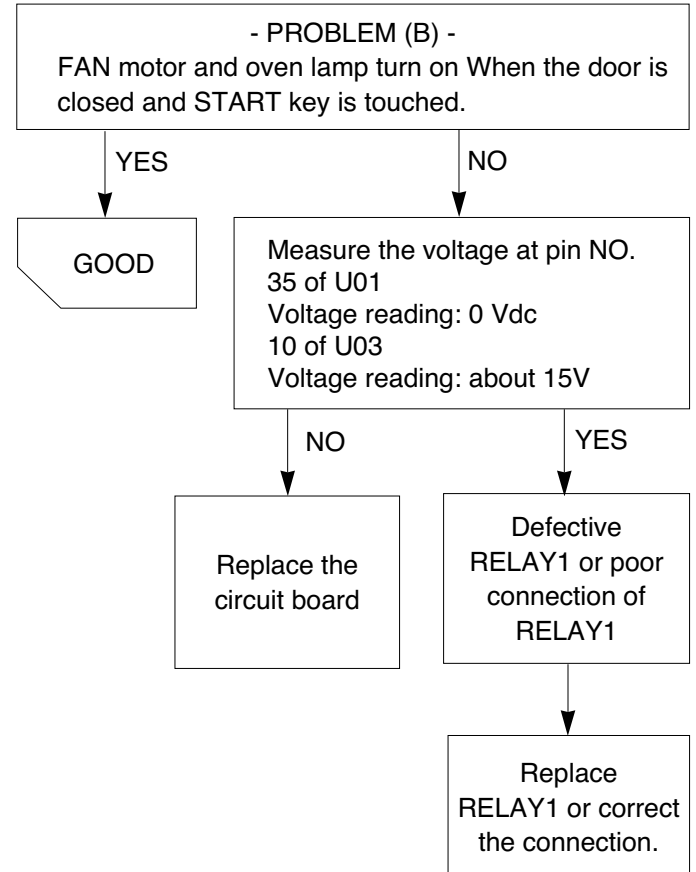 - PROBLEM (B) -
FAN motor and oven lamp turn on When the door is
closed and START key is touched.
YES
NO
GOOD
Measure the voltage at pin NO.
35 of U01
Voltage reading: 0 Vdc
10 of U03
Voltage reading: about 15V
NO
YES
Replace the
circuit board
Defective
RELAY1 or poor
connection of
RELAY1
Replace
RELAY1 or correct
the connection.